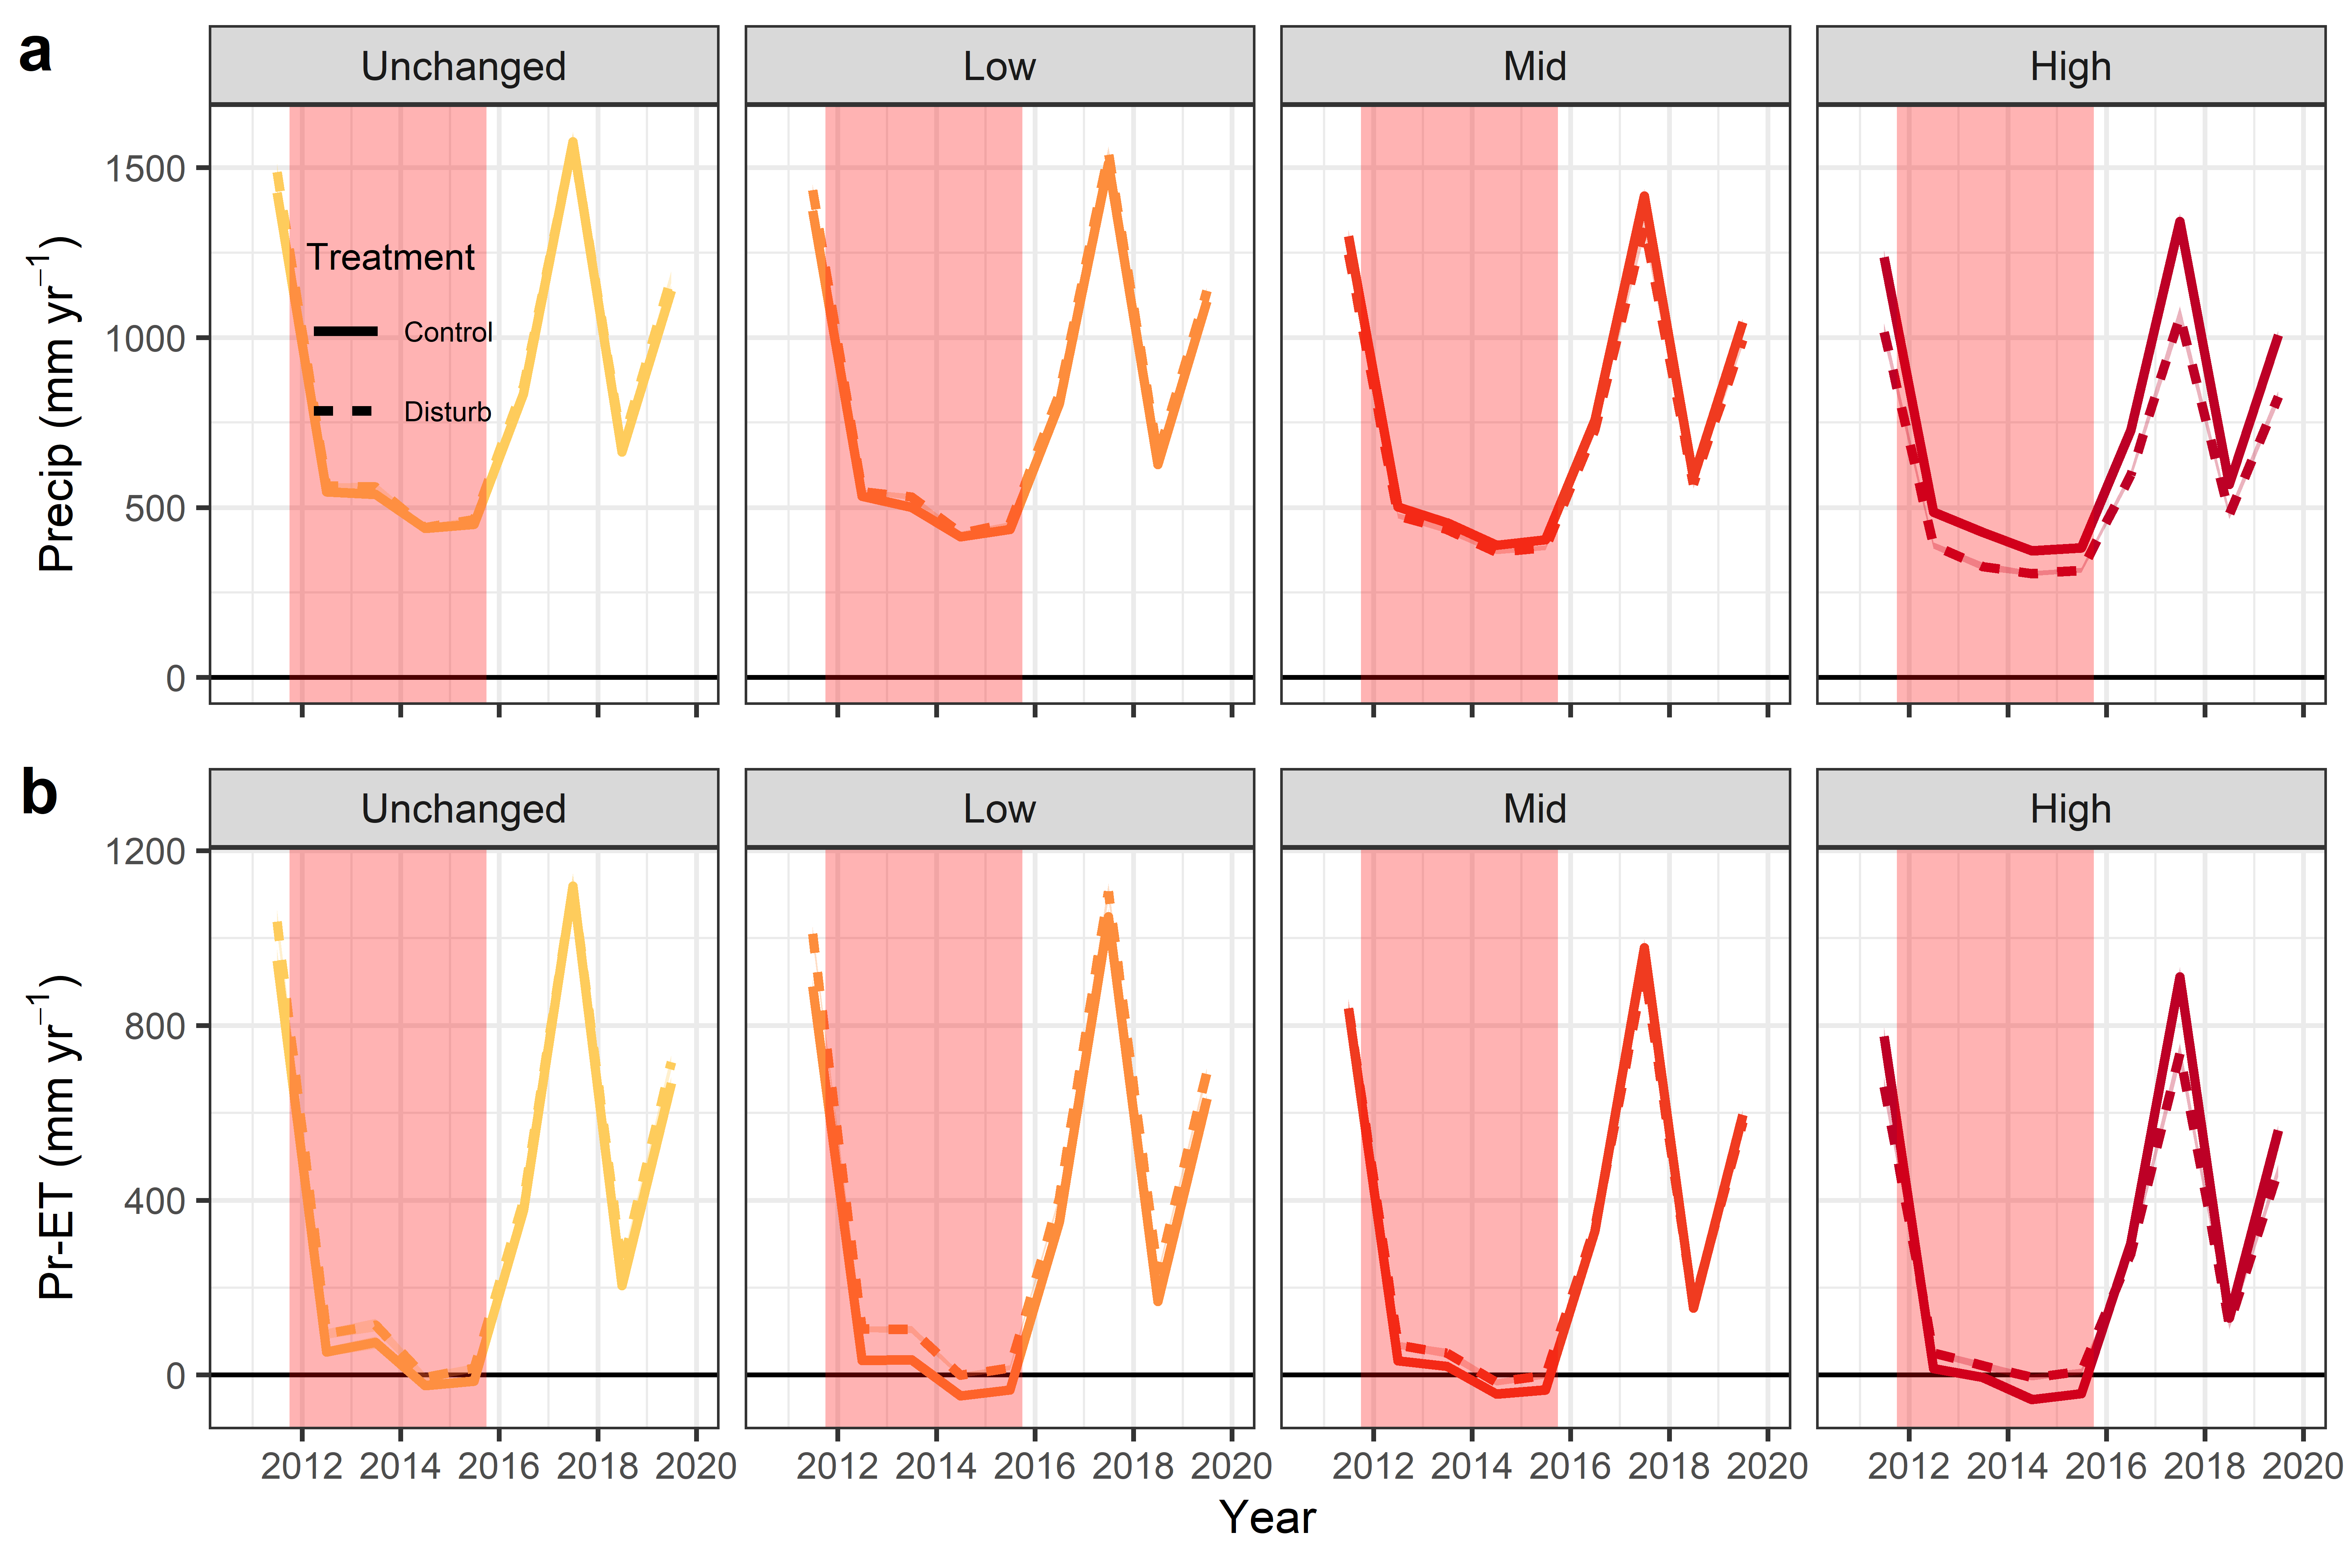 a
Unchanged Low Mid High
Precip (mm yr−1)
1500
1000
500
0
Treatment
Control
Disturb
b
Unchanged Low Mid High
Pr-ET (mm yr−1)
1200
800
400
0
2012 2014 2016 2018 2020 2012 2014 2016 2018 2020 2012 2014 2016 2018 2020 2012 2014 2016 2018 2020
Year